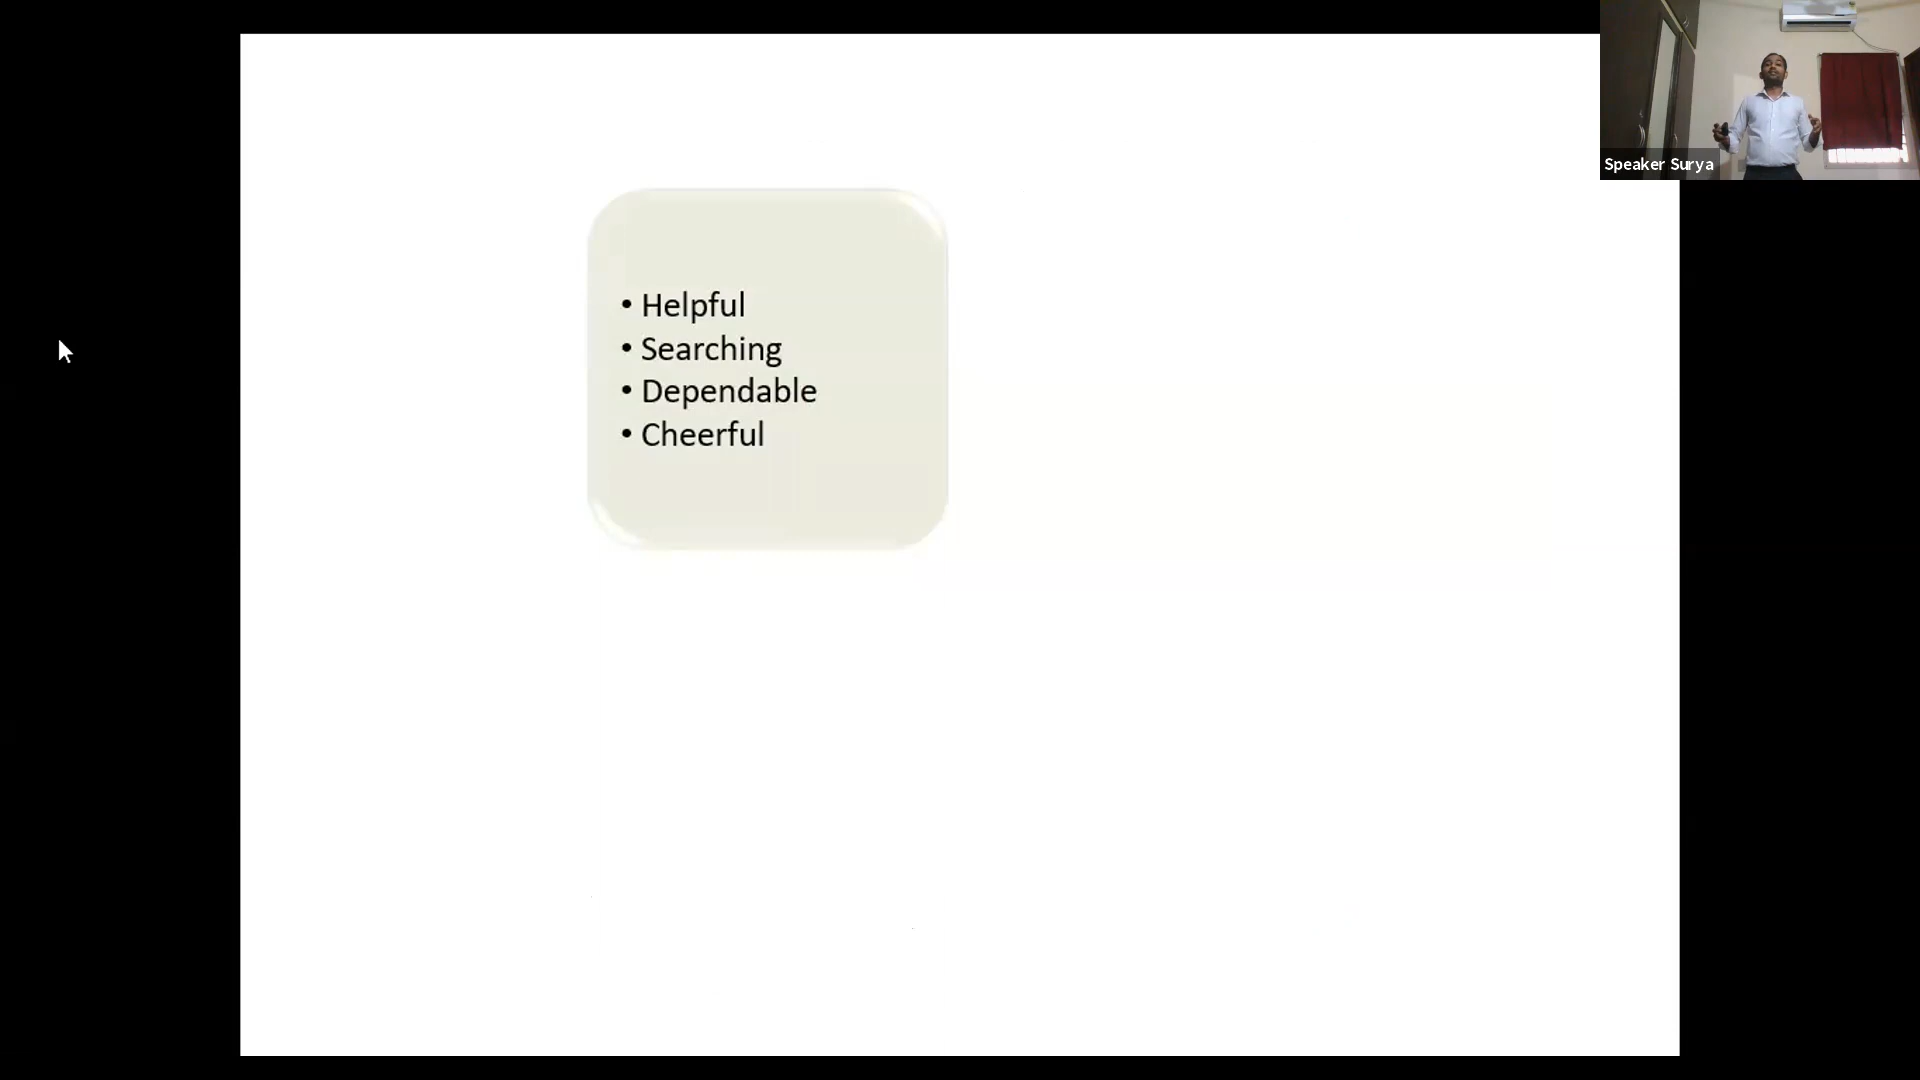 Speaker Surya
• Helpful
• Searching
• Dependable
• Cheerful